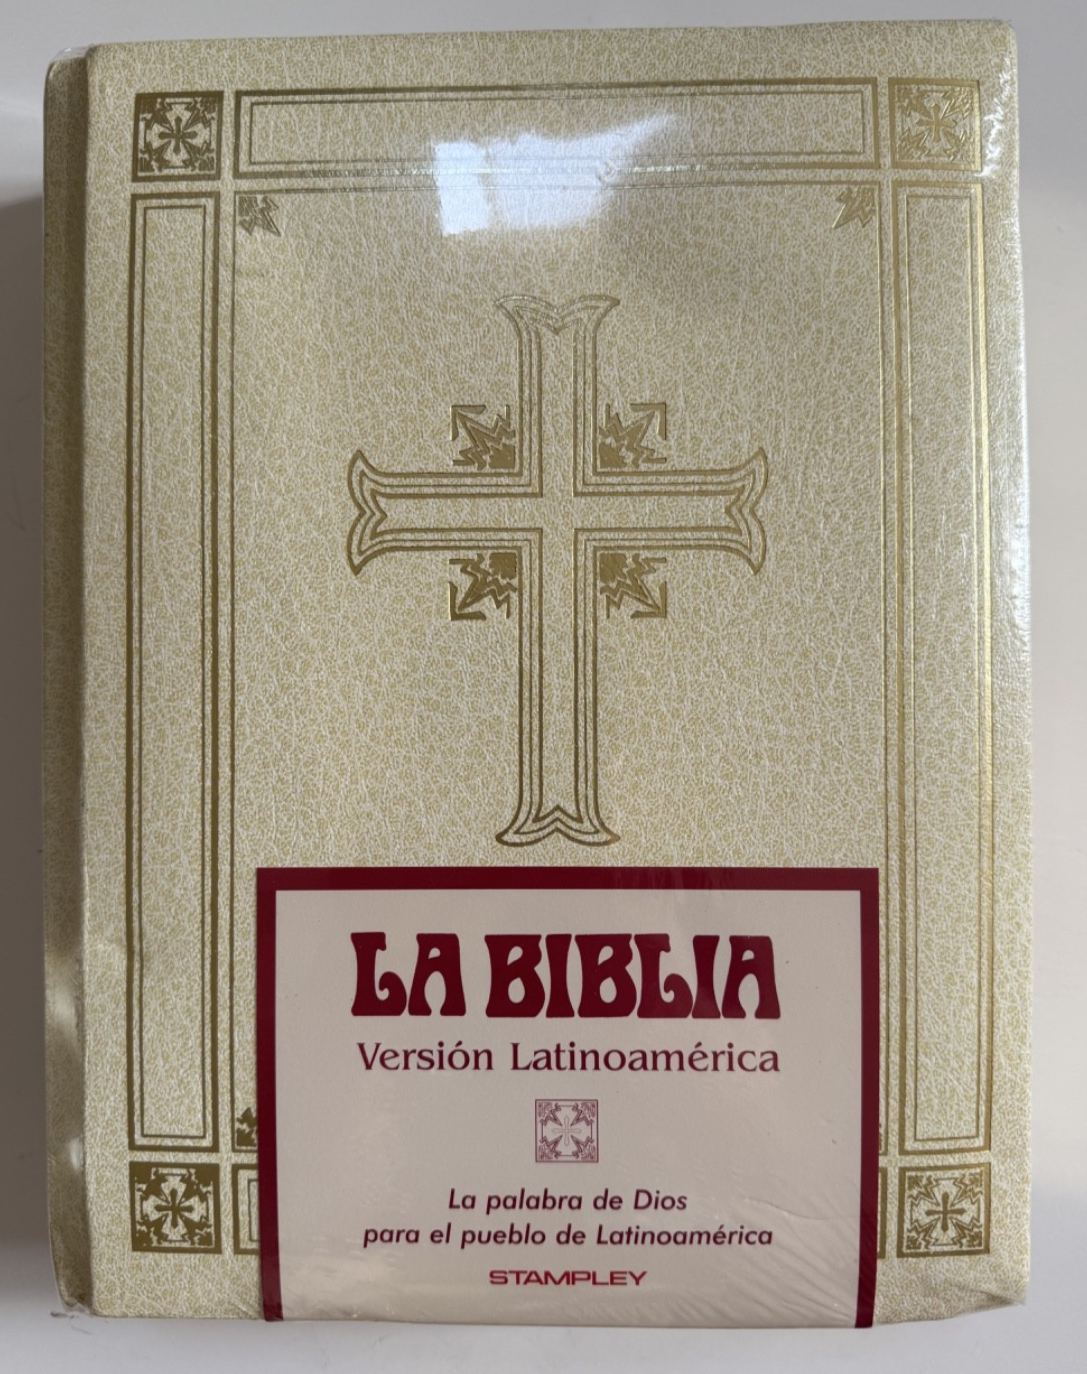 LA BIBLIA
Versión Latinoamérica
La palabra de Dios
para el pueblo de Latinoamérica
STAMPLEY